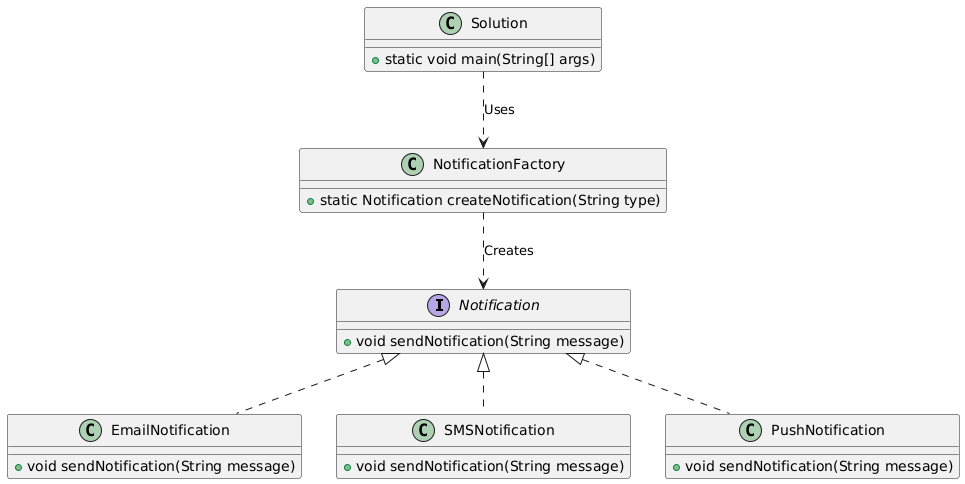 C Solution
static void main(String[] args)
Uses
C NotificationFactory
static Notification createNotification(String type)
Creates
I Notification
void sendNotification(String message)
C EmailNotification
void sendNotification(String message)
C SMSNotification
void sendNotification(String message)
C PushNotification
void sendNotification(String message)